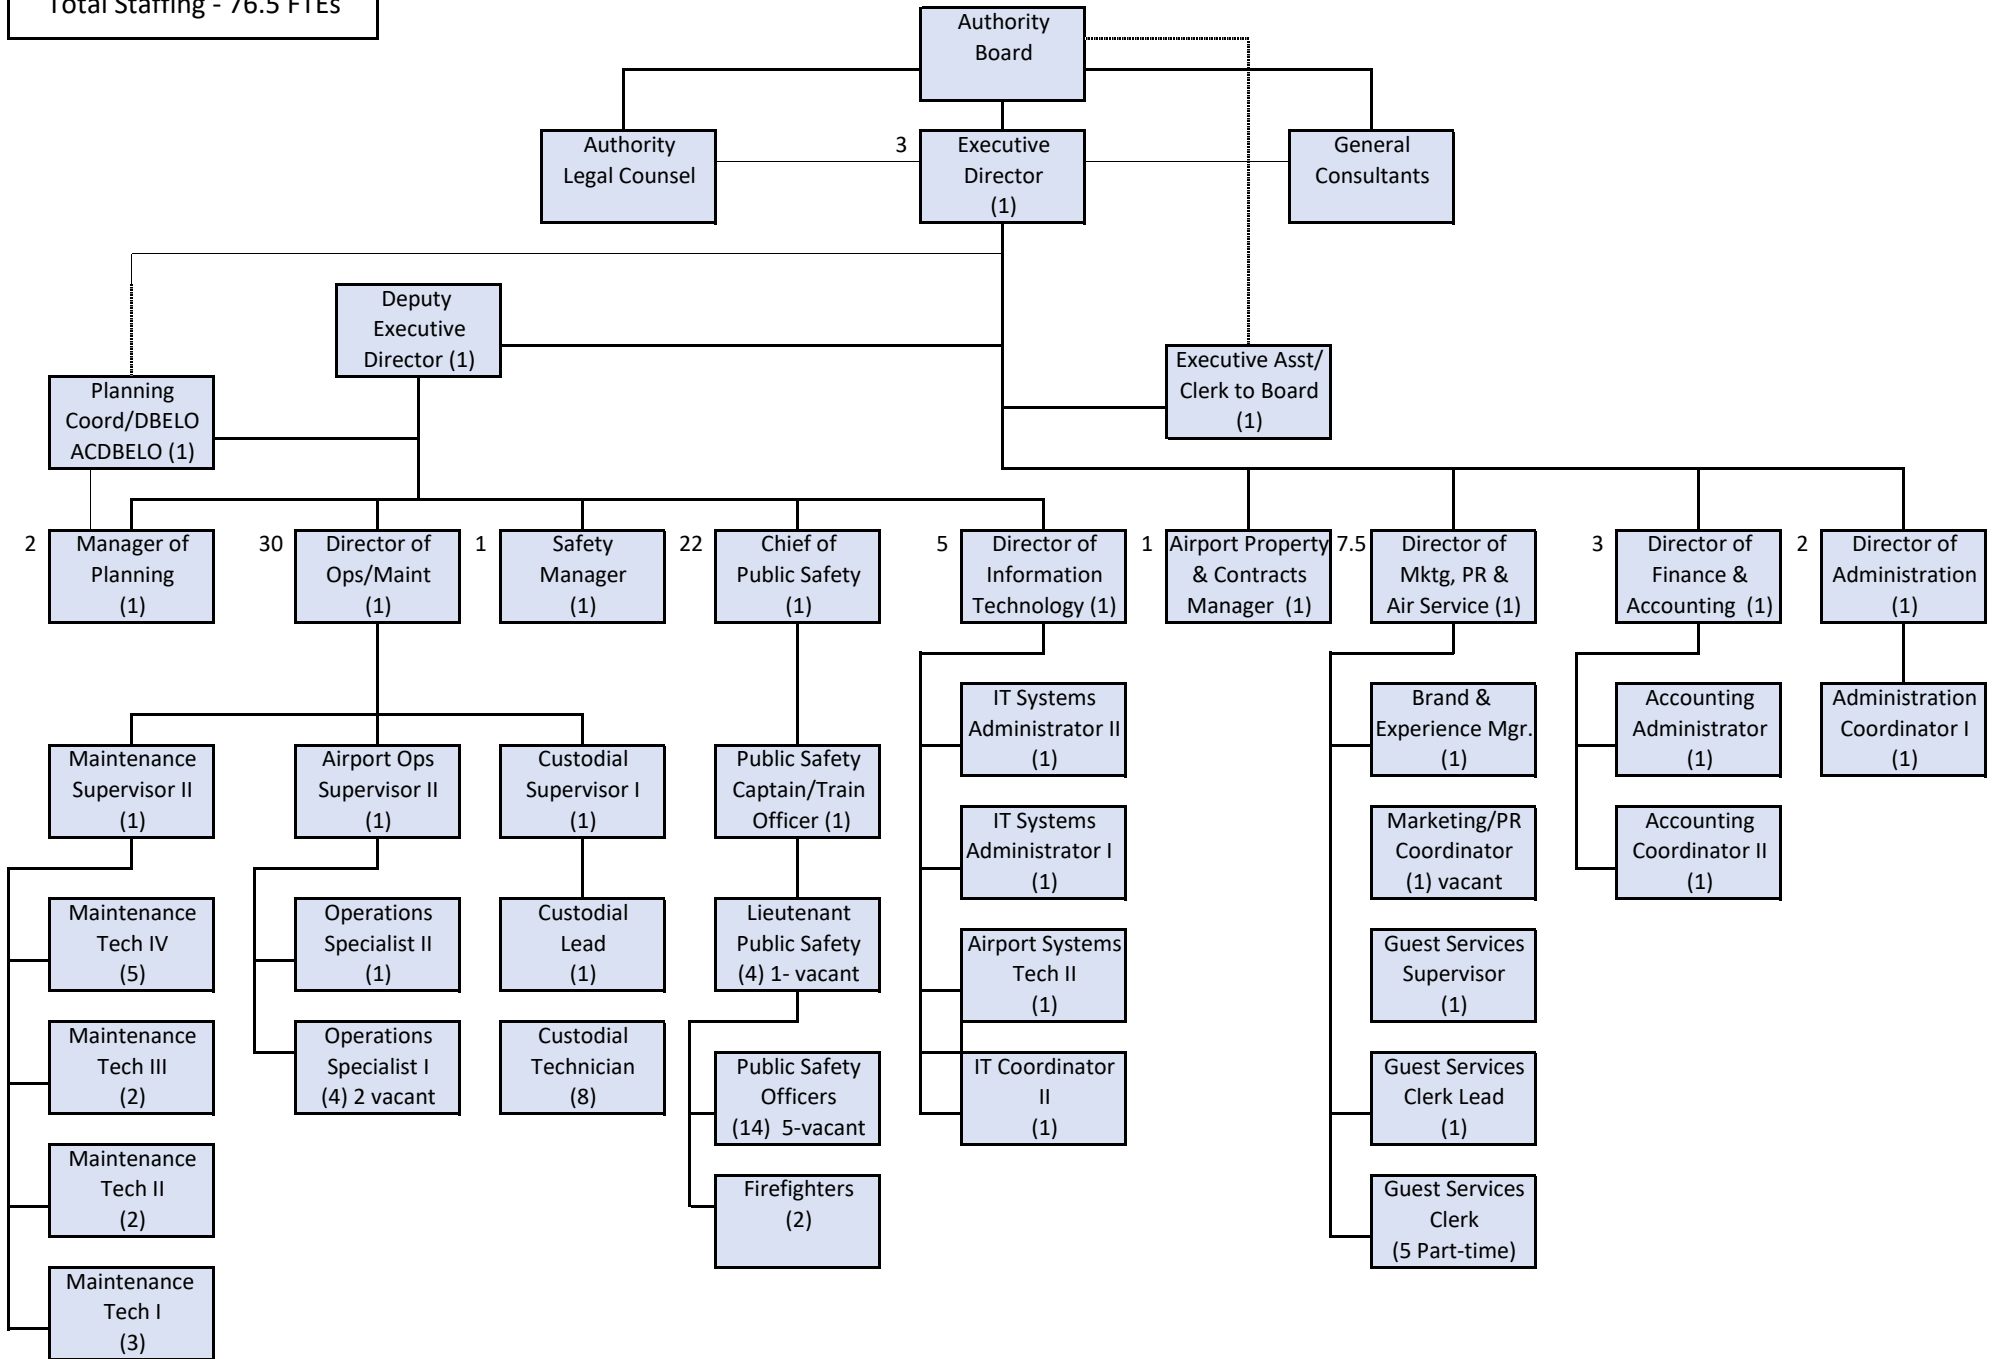 Total Staffing - 76.5 FTEs
Authority
Board
Authority
Legal Counsel
3
Executive
Director
(1)
General
Consultants
Deputy
Executive
Director (1)
Executive Asst/
Clerk to Board
(1)
Planning
Coord/DBELO
ACDBELO (1)
2
Manager of
Planning
(1)
30
Director of
Ops/Maint
(1)
1
Safety
Manager
(1)
22
Chief of
Public Safety
(1)
5
Director of
Information
Technology (1)
1
Airport Property
& Contracts
Manager (1)
7.5
Director of
Mktg, PR &
Air Service (1)
3
Director of
Finance &
Accounting (1)
2
Director of
Administration
(1)
Maintenance
Supervisor II
(1)
Airport Ops
Supervisor II
(1)
Custodial
Supervisor I
(1)
Public Safety
Captain/Train
Officer (1)
IT Systems
Administrator II
(1)
Brand &
Experience Mgr.
(1)
Accounting
Administrator
(1)
Administration
Coordinator I
(1)
IT Systems
Administrator I
(1)
Marketing/PR
Coordinator
(1) vacant
Accounting
Coordinator II
(1)
Maintenance
Tech IV
(5)
Operations
Specialist II
(1)
Custodial
Lead
(1)
Lieutenant
Public Safety
(4) 1- vacant
Airport Systems
Tech II
(1)
Guest Services
Supervisor
(1)
Maintenance
Tech III
(2)
Operations
Specialist I
(4) 2 vacant
Custodial
Technician
(8)
Public Safety
Officers
(14) 5-vacant
IT Coordinator
II
(1)
Guest Services
Clerk Lead
(1)
Maintenance
Tech II
(2)
Firefighters
(2)
Guest Services
Clerk
(5 Part-time)
Maintenance
Tech I
(3)